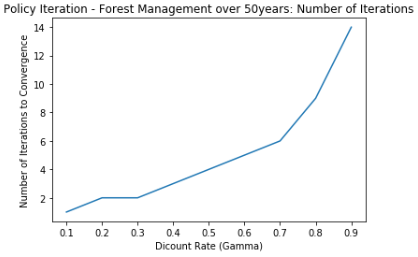 Policy Iteration - Forest Management over 50years: Number of Iterations
Number of Iterations to Convergence
14
12
10
8
6
4
2
0.1 0.2 0.3 0.4 0.5 0.6 0.7 0.8 0.9
Dicount Rate (Gamma)